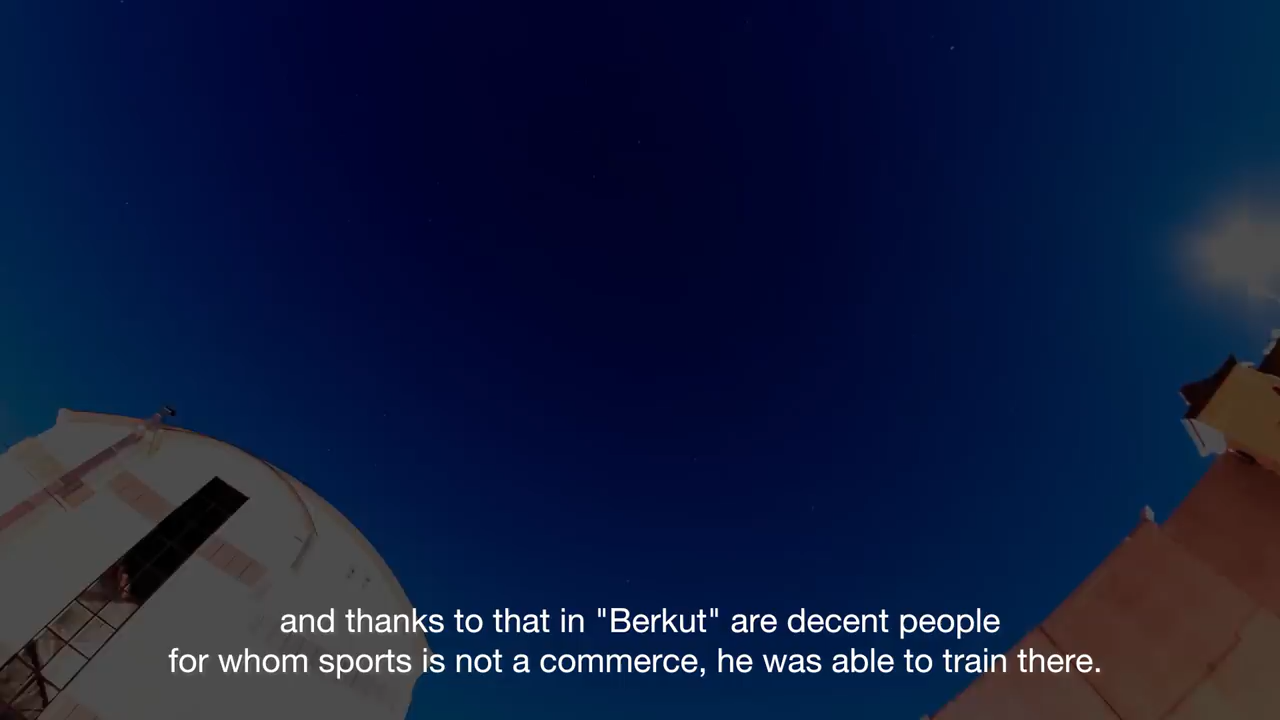 and thanks to that in "Berkut" are decent people
for whom sports is not a commerce, he was able to train there.